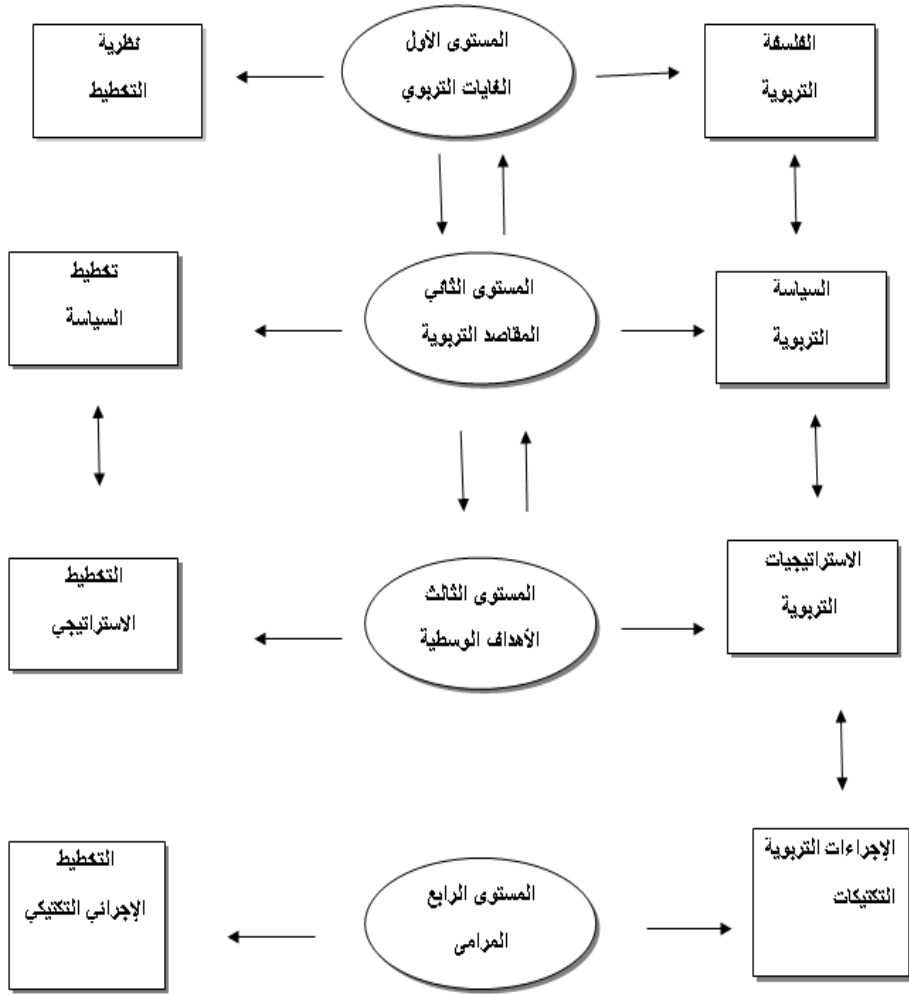 الفلسفة
التربوية
المستوى الأول
الغايات التربوي
نظرية
التخطيط
السياسة
التربوية
المستوى الثاني
المقاصد التربوية
تخطيط
السياسة
الاستراتيجيات
التربوية
المستوى الثالث
الأهداف الوسطية
التخطيط
الاستراتيجي
الإجراءات التربوية
التكتيكات
المستوى الرابع
المرامي
التخطيط
الإجرائي التكتيكي